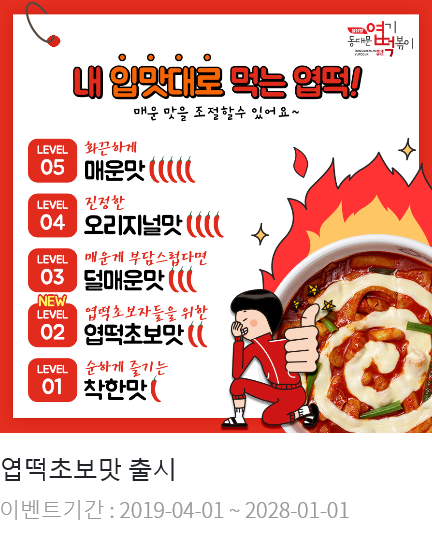 엽기
동대문 떡볶이
내 입맛대로 먹는 엽떡!
매운 맛을 조절할수 있어요~
LEVEL 05
화끈하게
매운맛
LEVEL 04
진정한
오리지널맛
LEVEL 03
매운게 부담스럽다면
덜매운맛
NEW
LEVEL 02
엽떡초보자들을 위한
엽떡초보맛
LEVEL 01
순하게 즐기는
착한맛
엽떡초보맛 출시
이벤트기간 : 2019-04-01 ~ 2028-01-01